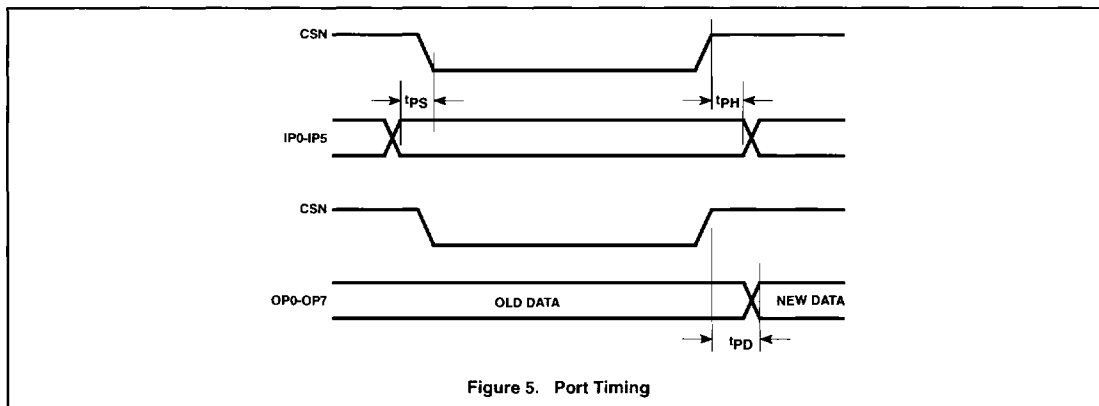 CSN
tPS
tPH
IP0-IP5
CSN
OP0-OP7
OLD DATA
NEW DATA
tPD
Figure 5. Port Timing